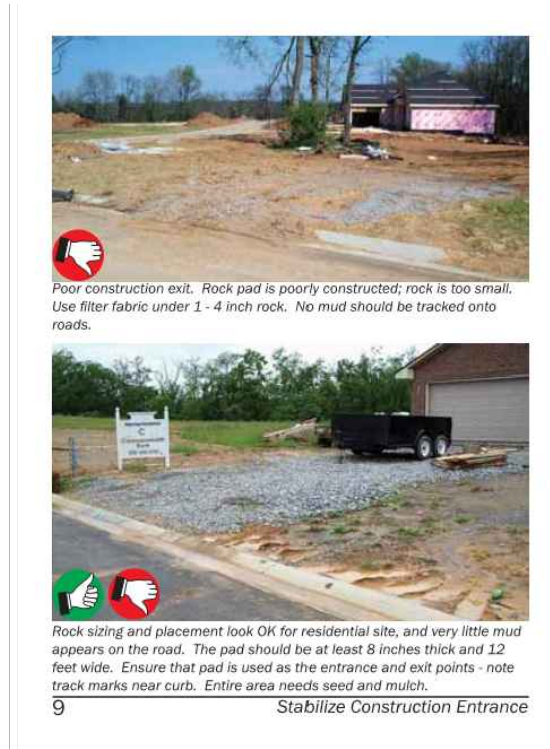 Poor construction exit. Rock pad is poorly constructed; rock is too small.
Use filter fabric under 1 - 4 inch rock. No mud should be tracked onto
roads.
C
Rock sizing and placement look OK for residential site, and very little mud
appears on the road. The pad should be at least 8 inches thick and 12
feet wide. Ensure that pad is used as the entrance and exit points - note
track marks near curb. Entire area needs seed and mulch.
9 Stabilize Construction Entrance